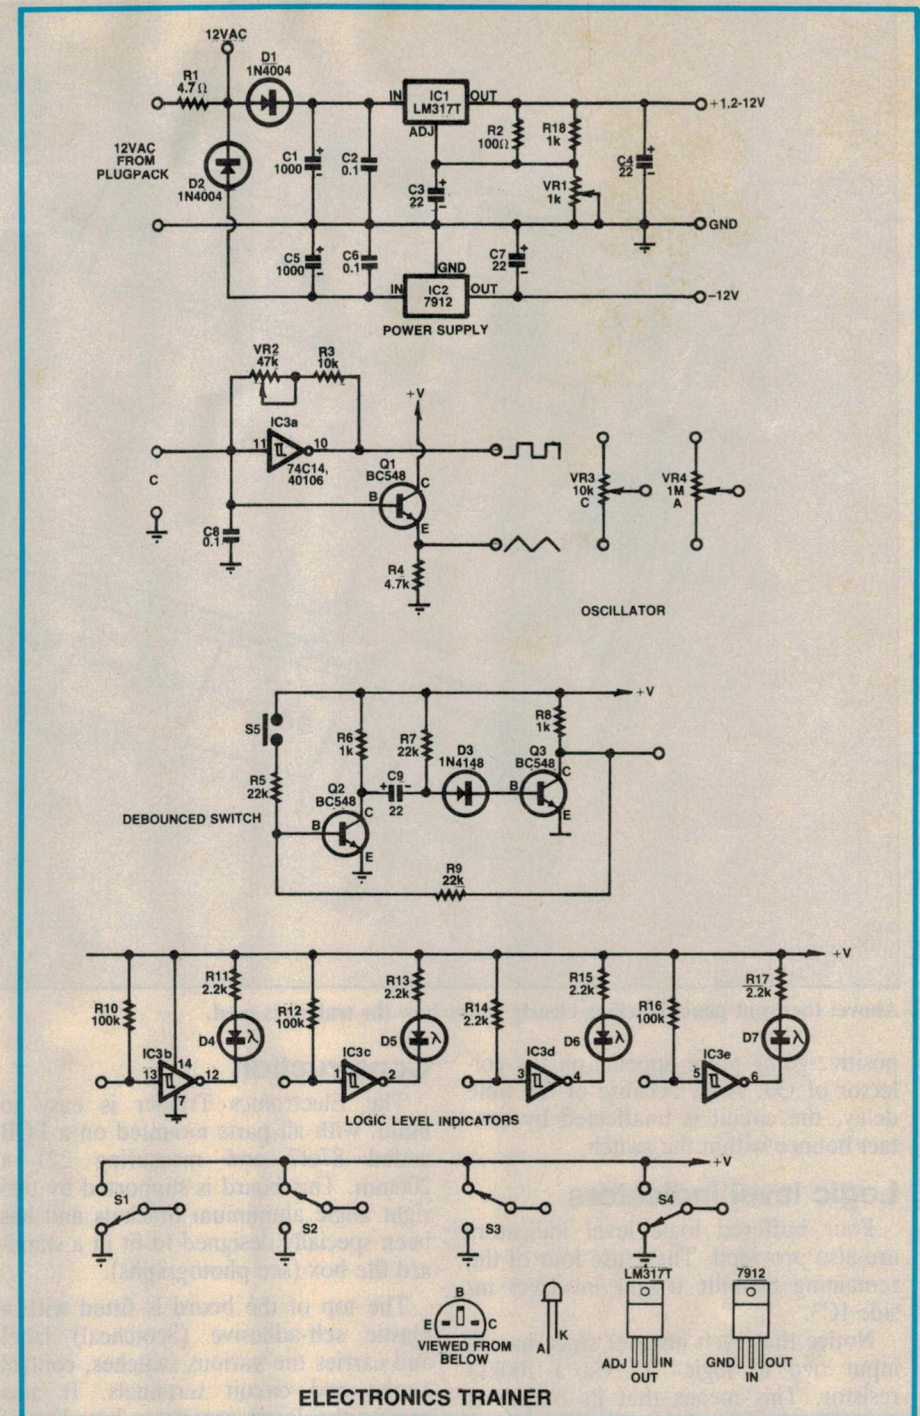 12VAC
R1
4.7Ω
D1
1N4004
IN
IC1
LM317T
OUT
ADJ
+1.2-12V
12VAC
FROM
PLUGPACK
D2
1N4004
C1
1000
+
-
C2
0.1
C3
22
+
-
R2
100Ω
R18
1k
VR1
1k
C4
22
+
-
GND
C5
1000
+
-
C6
0.1
GND
IN
IC2
7912
OUT
C7
22
+
-
-12V
POWER SUPPLY
VR2
47k
R3
10k
IC3a
11
10
74C14,
40106
+V
C
Q1
BC548
B
C
E
C8
0.1
R4
4.7k
VR3
10k
C
VR4
1M
A
OSCILLATOR
+V
S5
R5
22k
R6
1k
R7
22k
R8
1k
D3
1N4148
Q3
BC548
C9
22
+
-
Q2
BC548
B
C
E
B
C
E
DEBOUNCED SWITCH
R9
22k
+V
R10
100k
R11
2.2k
D4
λ
IC3b
14
13
12
7
R12
100k
R13
2.2k
D5
λ
IC3c
1
2
R14
2.2k
R15
2.2k
D6
λ
IC3d
3
4
R16
100k
R17
2.2k
D7
λ
IC3e
5
6
LOGIC LEVEL INDICATORS
+V
S1
S2
S3
S4
B
E
C
VIEWED FROM
BELOW
A
K
LM317T
ADJ
IN
OUT
7912
GND
OUT
IN
ELECTRONICS TRAINER